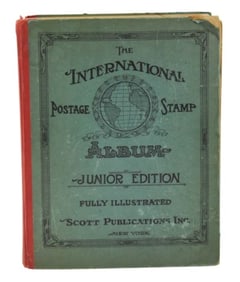 THE
INTERNATIONAL
POSTAGE STAMP
ALBUM
JUNIOR EDITION
FULLY ILLUSTRATED
SCOTT PUBLICATIONS INC.
NEW YORK